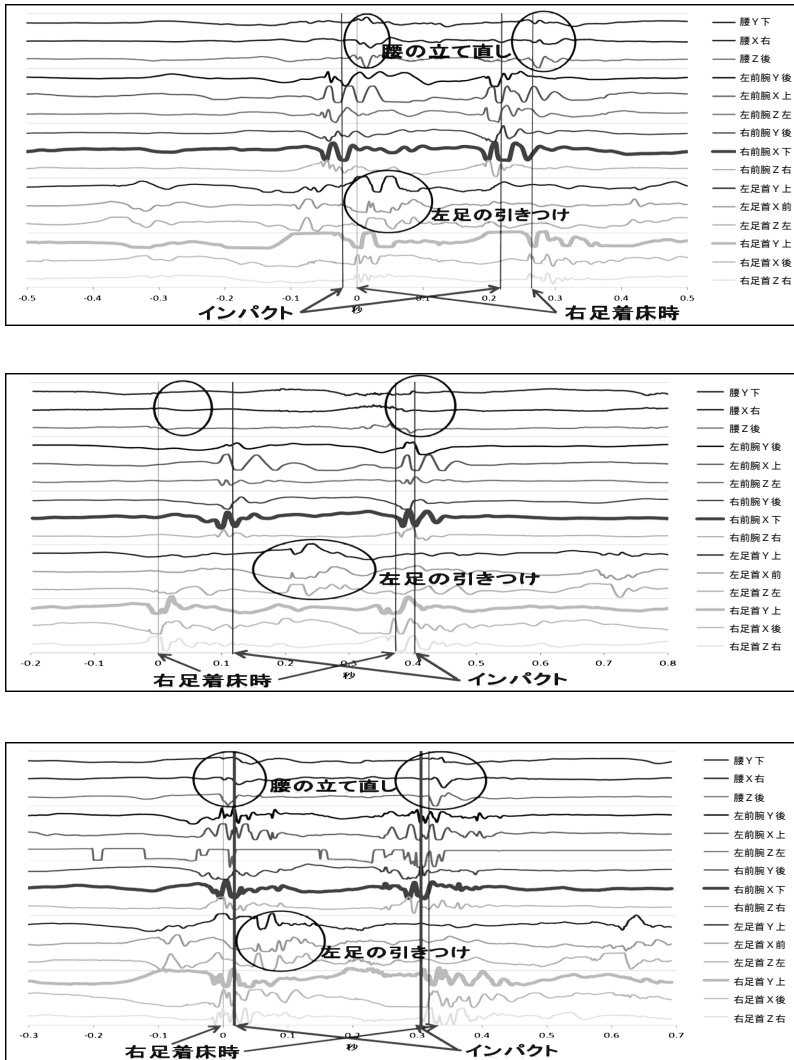 腰Y下
腰X右
腰Z後
左前腕Y後
左前腕X上
左前腕Z左
右前腕Y後
右前腕X下
右前腕Z右
左足首Y上
左足首X前
左足首Z左
右足首Y上
右足首X後
右足首Z右
腰の立て直し
左足の引きつけ
-0.5 -0.4 -0.3 -0.2 -0.1 0 0.1 0.2 0.3 0.4 0.5
秒
インパクト 右足着床時
腰Y下
腰X右
腰Z後
左前腕Y後
左前腕X上
左前腕Z左
右前腕Y後
右前腕X下
右前腕Z右
左足首Y上
左足首X前
左足首Z左
右足首Y上
右足首X後
右足首Z右
左足の引きつけ
-0.2 -0.1 0 0.1 0.2 0.3 0.4 0.5 0.6 0.7 0.8
秒
右足着床時 インパクト
腰Y下
腰X右
腰Z後
左前腕Y後
左前腕X上
左前腕Z左
右前腕Y後
右前腕X下
右前腕Z右
左足首Y上
左足首X前
左足首Z左
右足首Y上
右足首X後
右足首Z右
腰の立て直し
左足の引きつけ
-0.3 -0.2 -0.1 0 0.1 0.2 0.3 0.4 0.5 0.6 0.7
秒
右足着床時 インパクト